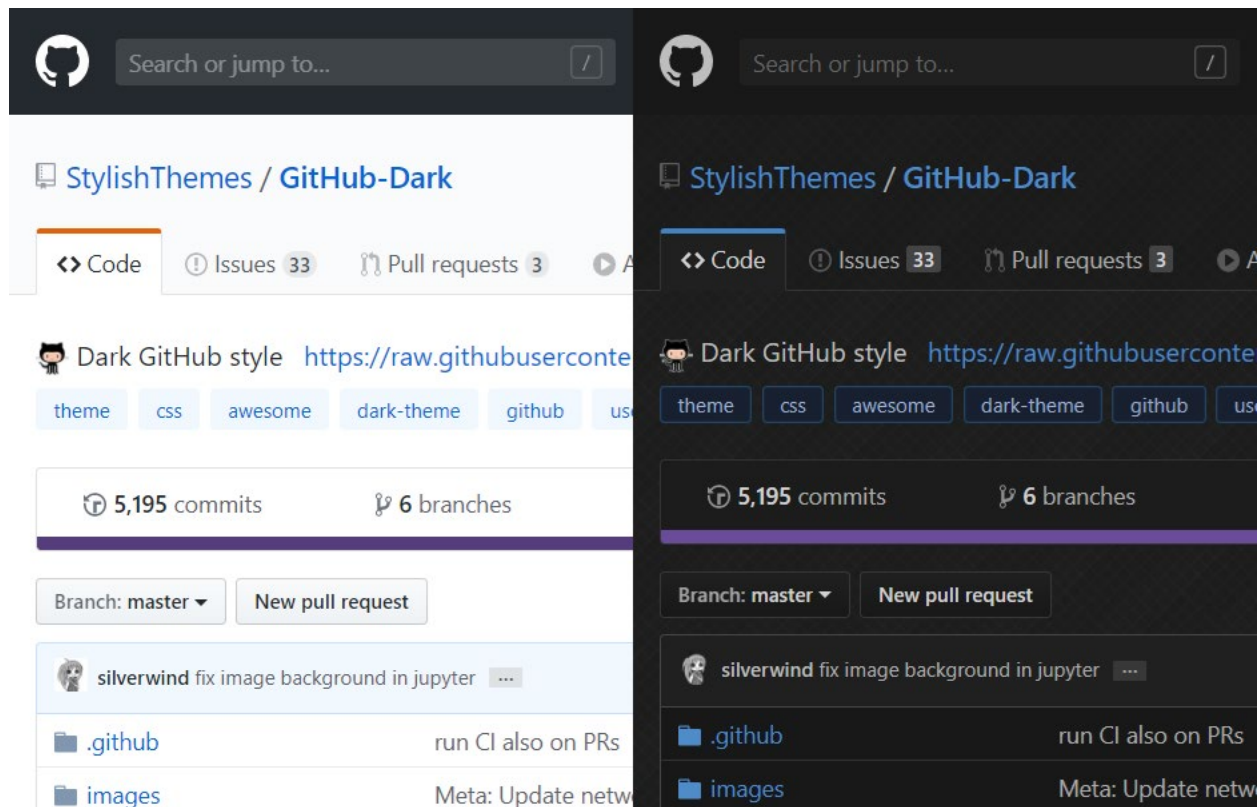 Search or jump to... /
StylishThemes / GitHub-Dark
<> Code Issues 33 Pull requests 3 A
Dark GitHub style https://raw.githubuserconte
theme css awesome dark-theme github us
5,195 commits 6 branches
Branch: master New pull request
silverwind fix image background in jupyter ...
.github run CI also on PRs
images Meta: Update netw
Search or jump to... /
StylishThemes / GitHub-Dark
<> Code Issues 33 Pull requests 3 A
Dark GitHub style https://raw.githubuserconte
theme css awesome dark-theme github us
5,195 commits 6 branches
Branch: master New pull request
silverwind fix image background in jupyter ...
.github run CI also on PRs
images Meta: Update netw